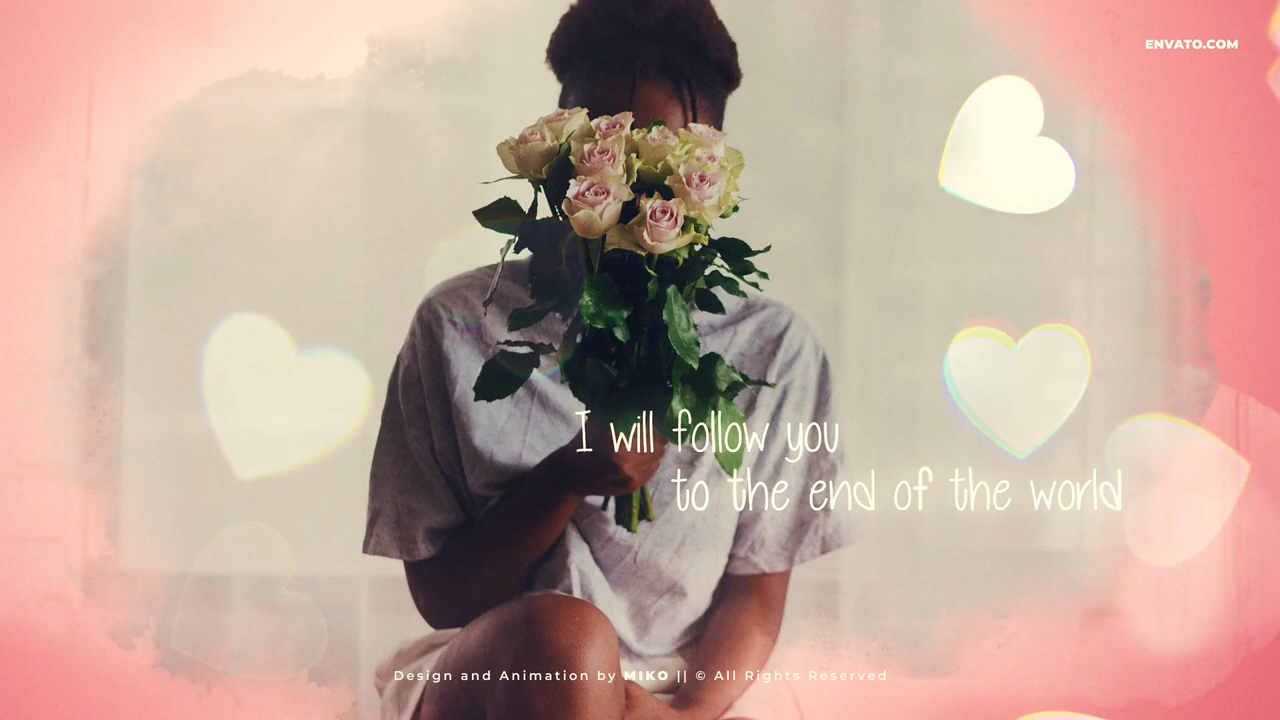 ENVATO.COM
I will follow you
to the end of the world
Design and Animation by MIKO || © All Rights Reserved